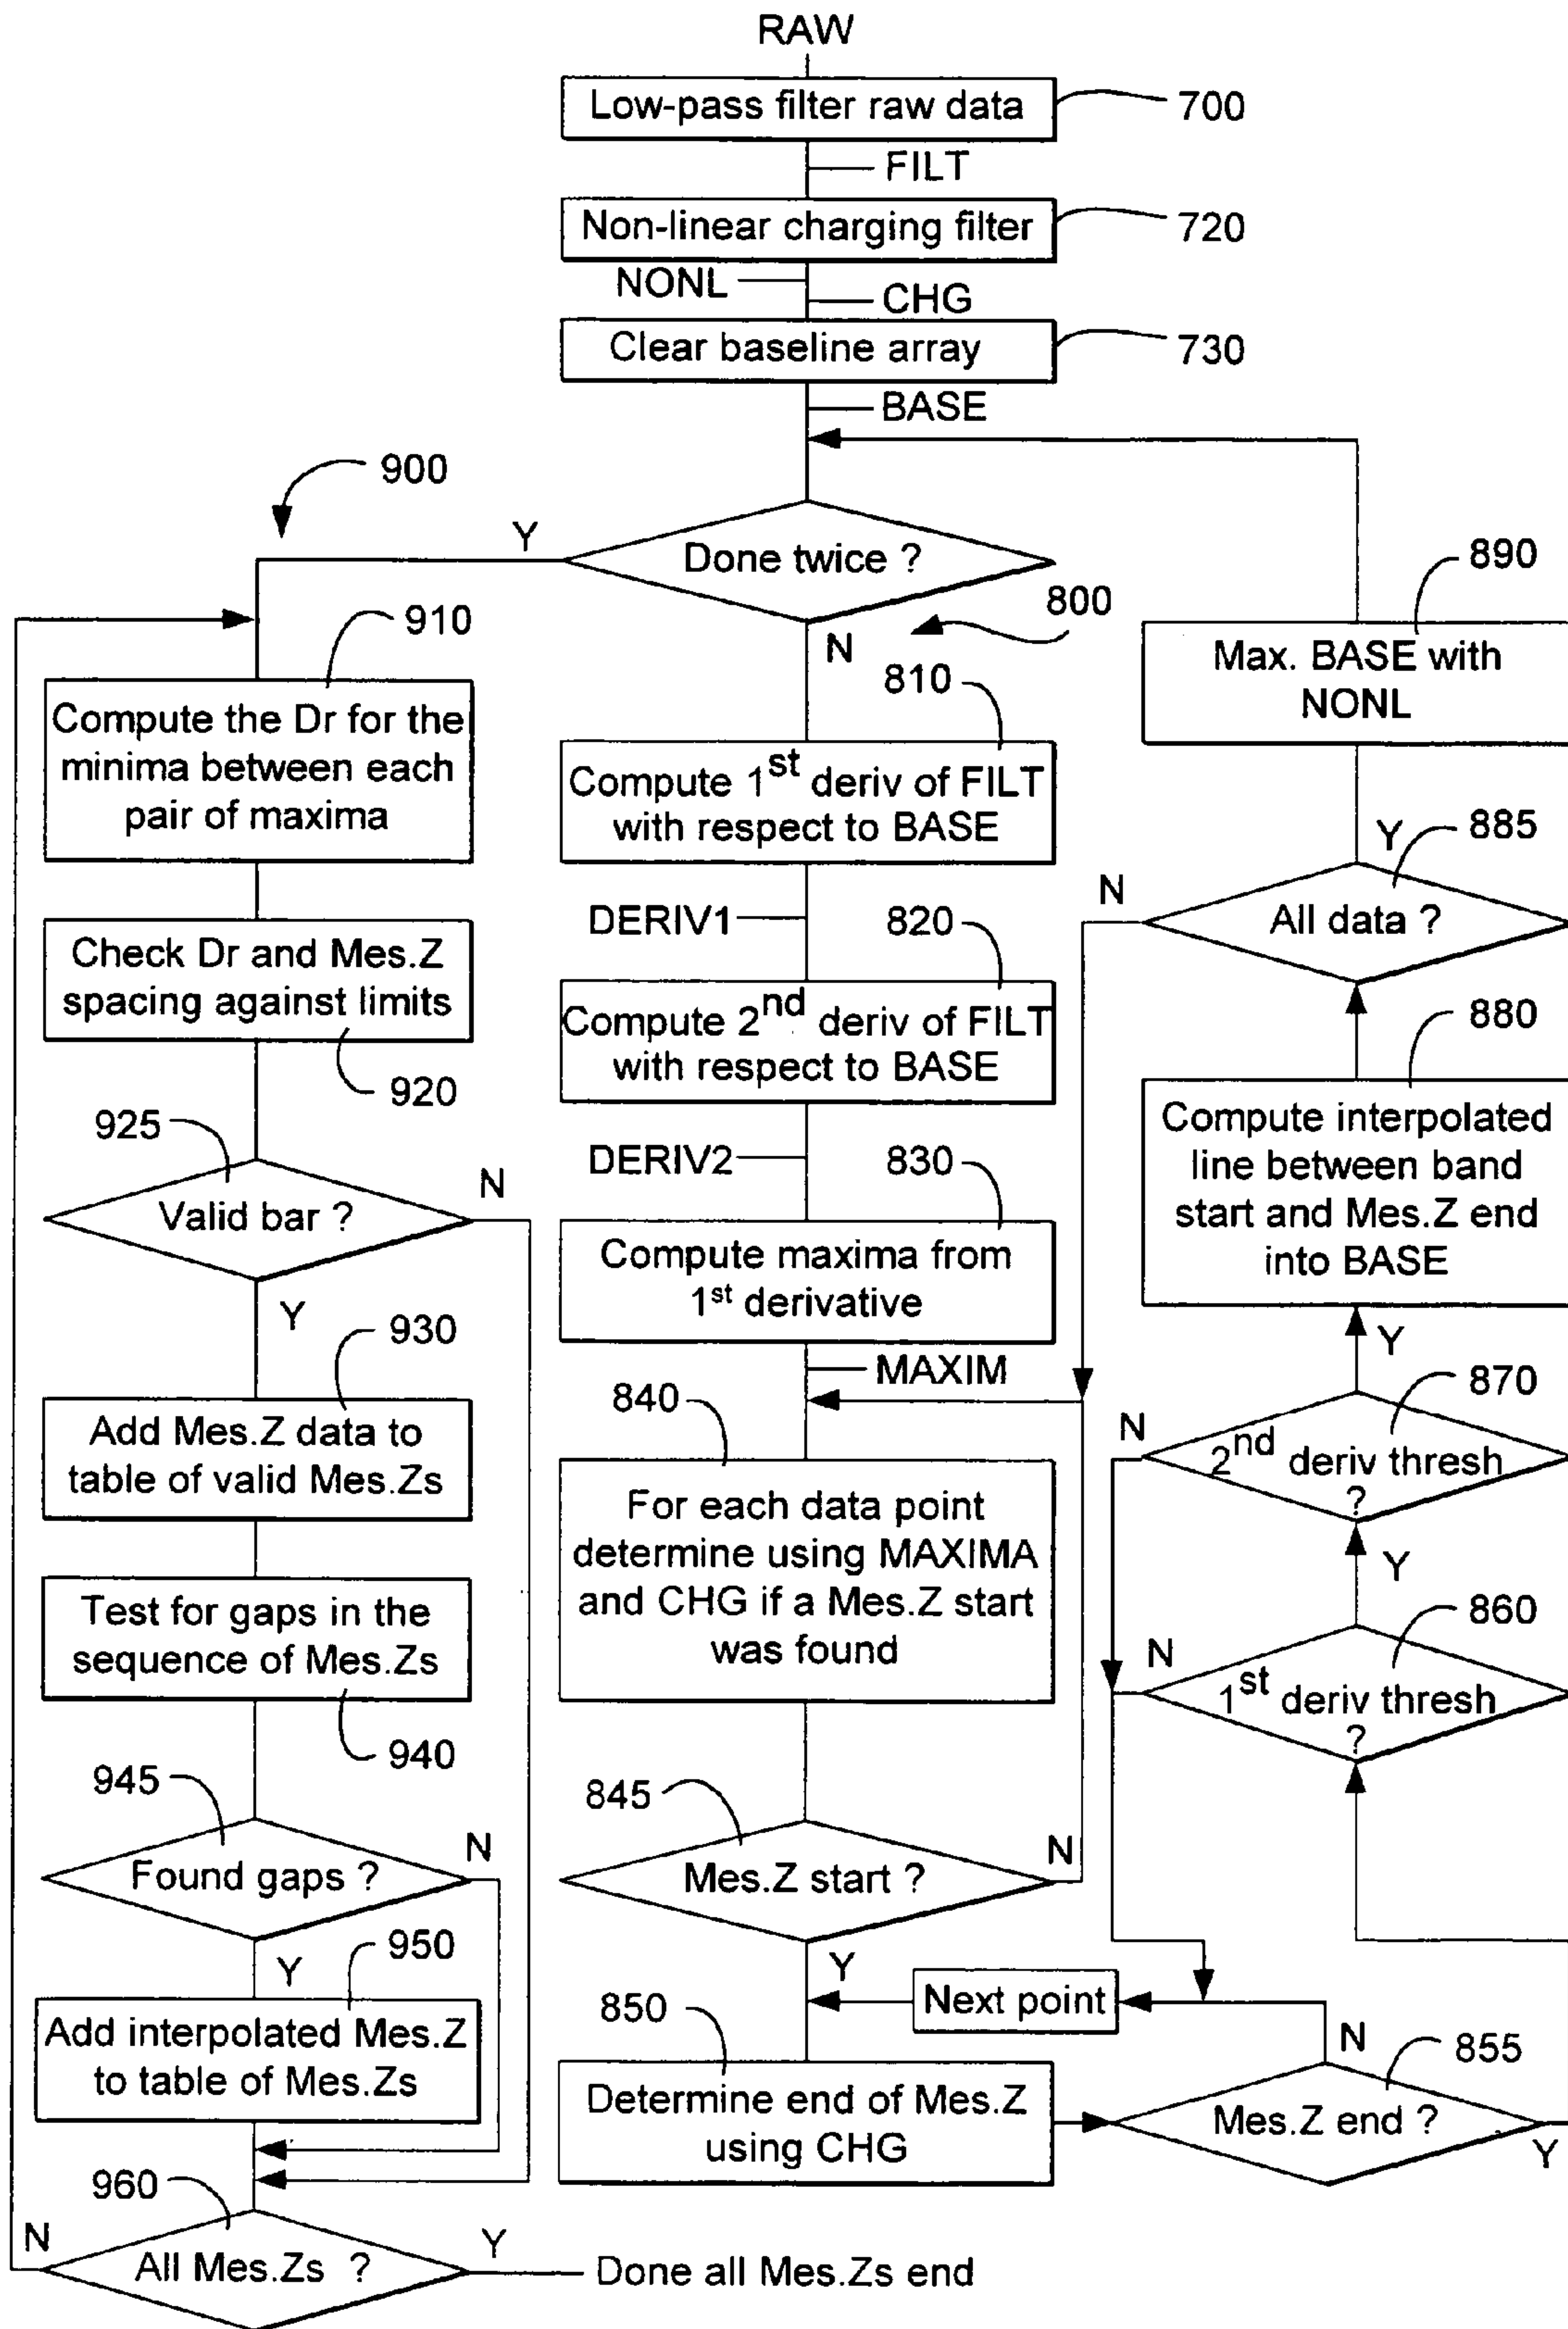 RAW
Low-pass filter raw data
700
FILT
Non-linear charging filter
720
NONL
CHG
Clear baseline array
730
BASE
900
Y
Done twice ?
N
800
910
Compute the Dr for the
minima between each
pair of maxima
Check Dr and Mes.Z
spacing against limits
920
925
Valid bar ?
N
Y
930
Add Mes.Z data to
table of valid Mes.Zs
Test for gaps in the
sequence of Mes.Zs
940
945
Found gaps ?
N
Y
950
Add interpolated Mes.Z
to table of Mes.Zs
960
N
All Mes.Zs ?
Y
Done all Mes.Zs end
810
Compute 1st deriv of FILT
with respect to BASE
DERIV1
820
Compute 2nd deriv of FILT
with respect to BASE
DERIV2
830
Compute maxima from
1st derivative
MAXIM
840
For each data point
determine using MAXIMA
and CHG if a Mes.Z start
was found
845
Mes.Z start ?
N
Y
Next point
850
Determine end of Mes.Z
using CHG
N
855
Mes.Z end ?
Y
890
Max. BASE with
NONL
Y
885
N
All data ?
880
Compute interpolated
line between band
start and Mes.Z end
into BASE
Y
870
N
2nd deriv thresh
?
Y
860
N
1st deriv thresh
?